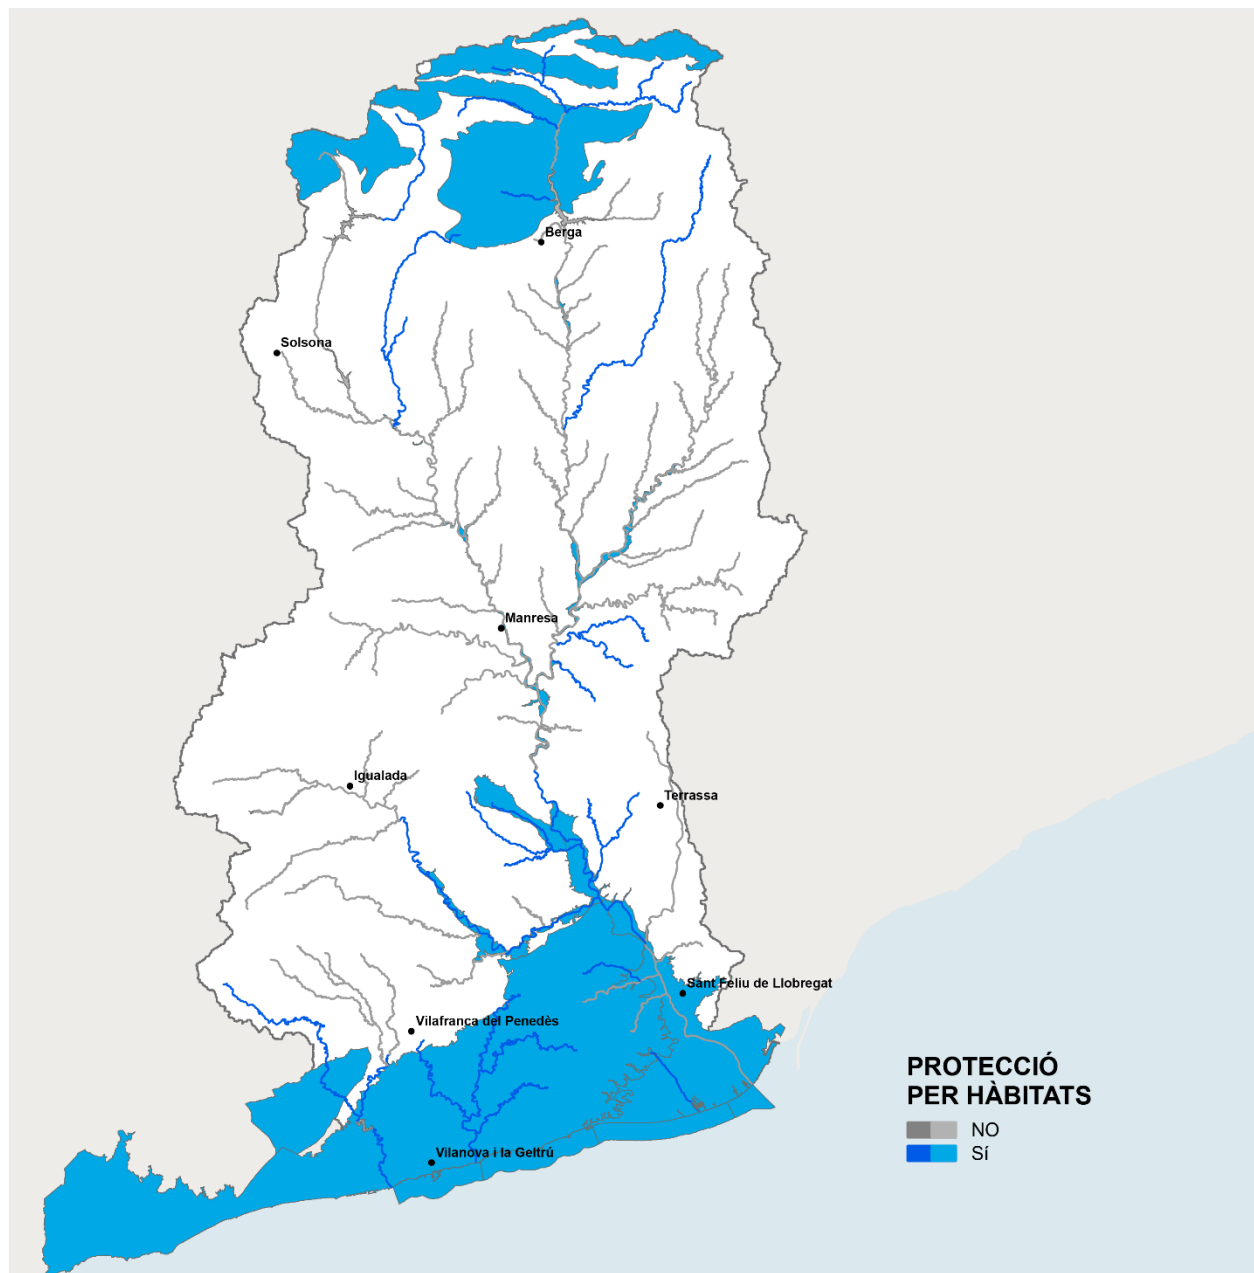 Berga
Solsona
Manresa
Igualada
Terrassa
Sant Feliu de Llobregat
Vilafranca del Penedès
Vilanova i la Geltrú
PROTECCIÓ
PER HÀBITATS
NO
Sí